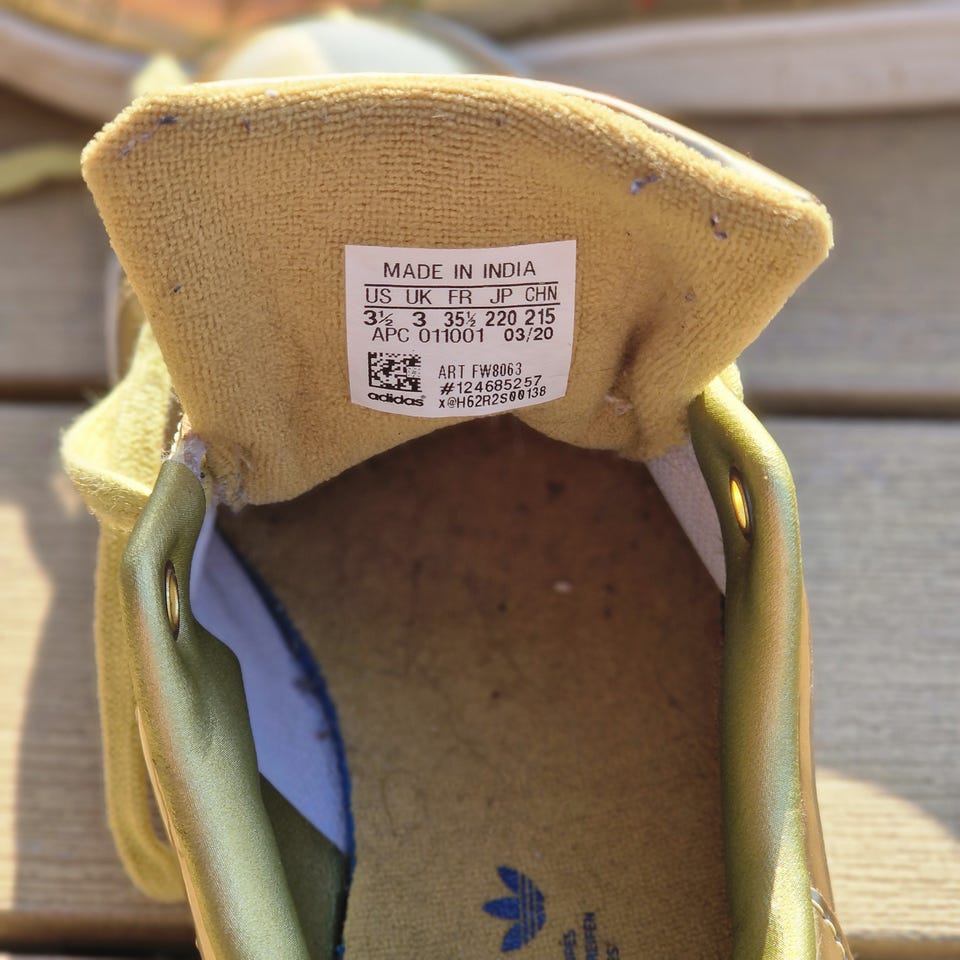 MADE IN INDIA
US UK FR JP CHN
3½ 3 35½ 220 215
APC 011001 03/20
ART FW8063
#124685257
adidas x@H62R2S00138